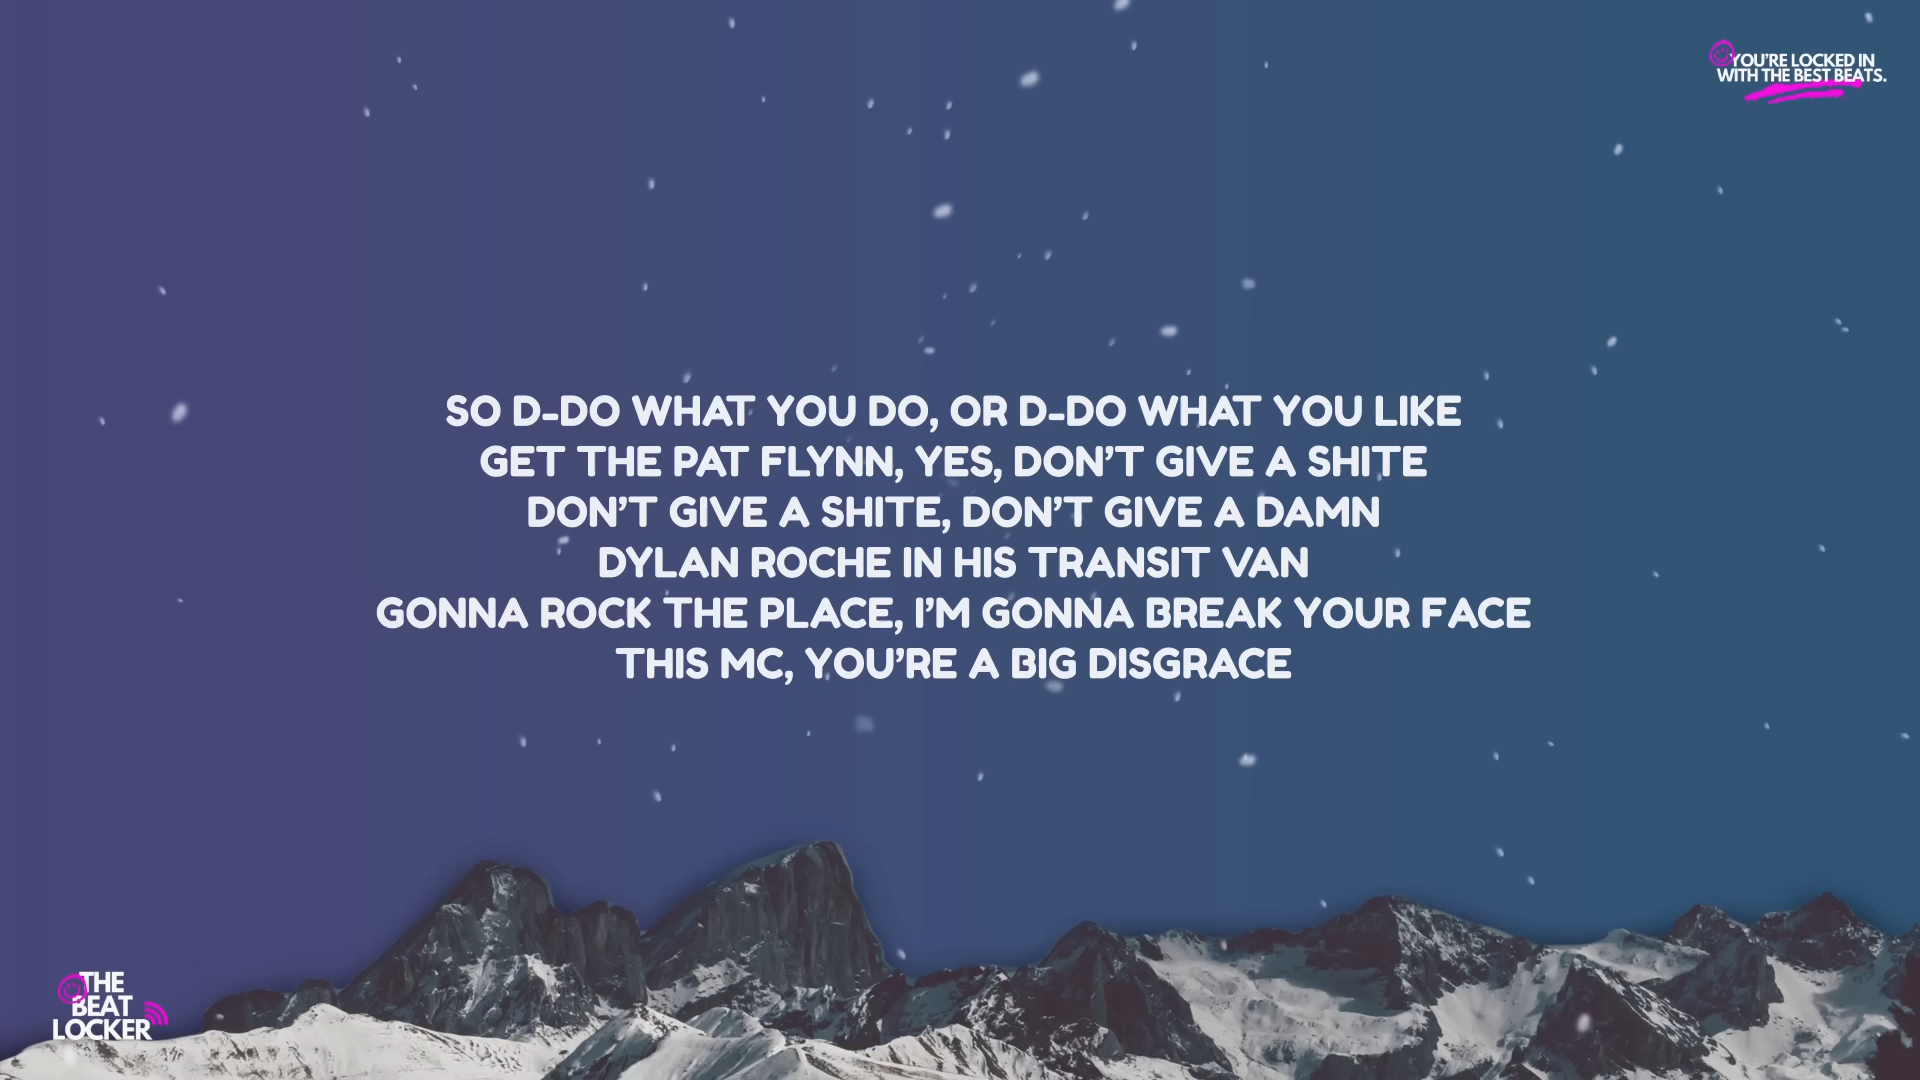 YOU'RE LOCKED IN
WITH THE BEST BEATS.
SO D-DO WHAT YOU DO, OR D-DO WHAT YOU LIKE
GET THE PAT FLYNN, YES, DON'T GIVE A SHITE
DON'T GIVE A SHITE, DON'T GIVE A DAMN
DYLAN ROCHE IN HIS TRANSIT VAN
GONNA ROCK THE PLACE, I'M GONNA BREAK YOUR FACE
THIS MC, YOU'RE A BIG DISGRACE
THE
BEAT
LOCKER